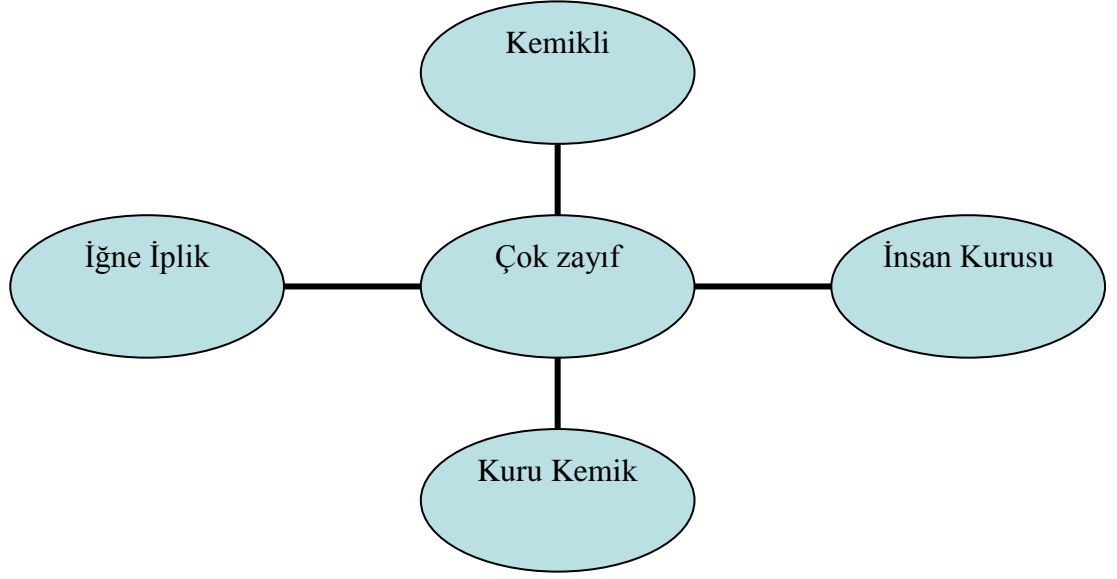 Kemikli
İğne İplik
Çok zayıf
İnsan Kurusu
Kuru Kemik